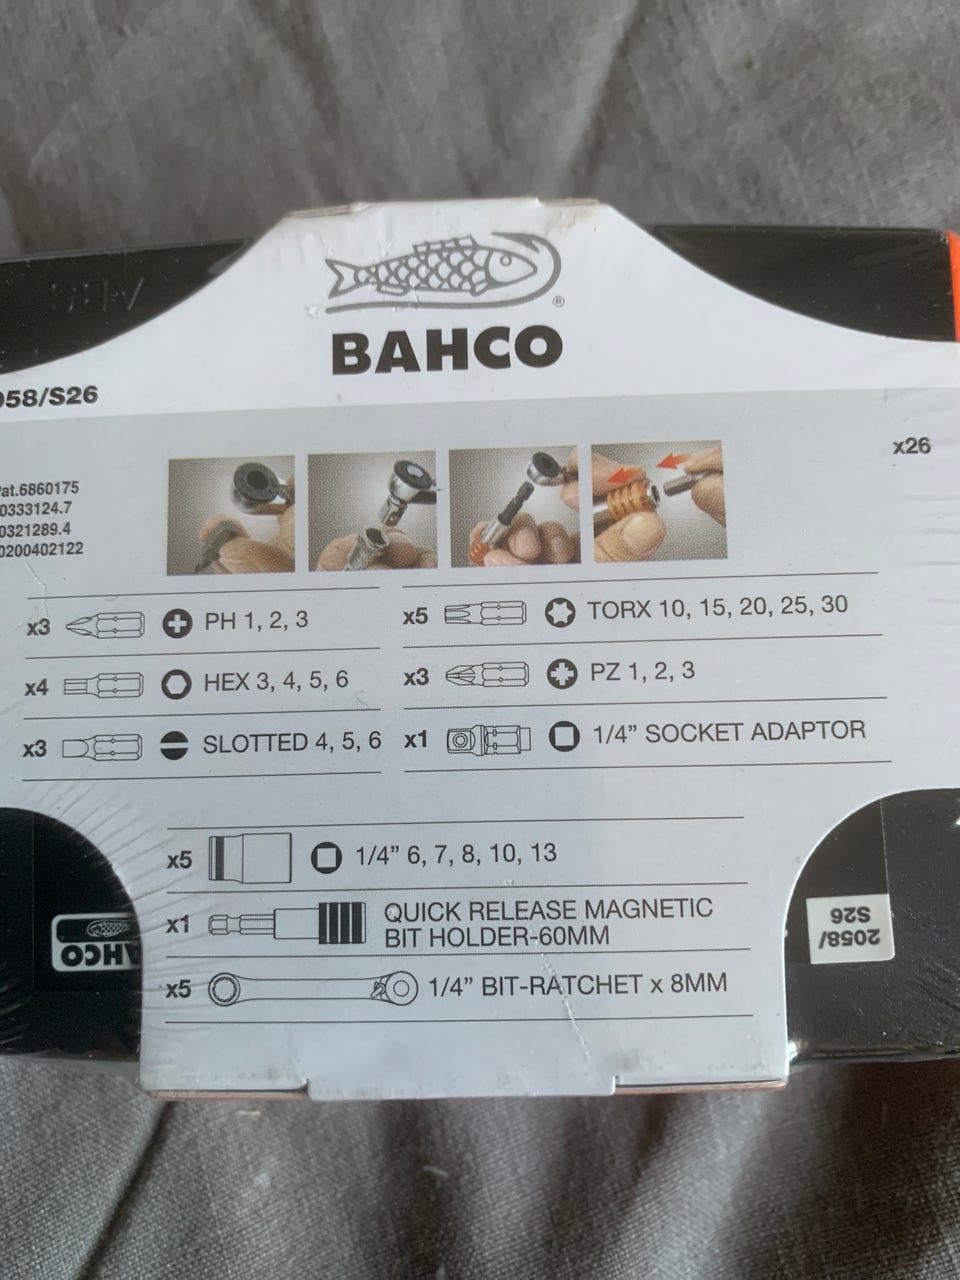 ABS
®
BAHCO
058/S26
x26
Pat.6860175
0333124.7
0321289.4
0200402122
x3 PH 1, 2, 3
x4 HEX 3, 4, 5, 6
x3 SLOTTED 4, 5, 6
x5 TORX 10, 15, 20, 25, 30
x3 PZ 1, 2, 3
x1 1/4” SOCKET ADAPTOR
x5 1/4” 6, 7, 8, 10, 13
x1 QUICK RELEASE MAGNETIC
BIT HOLDER-60MM
x5 1/4” BIT-RATCHET x 8MM
BAHCO
2058/
S26